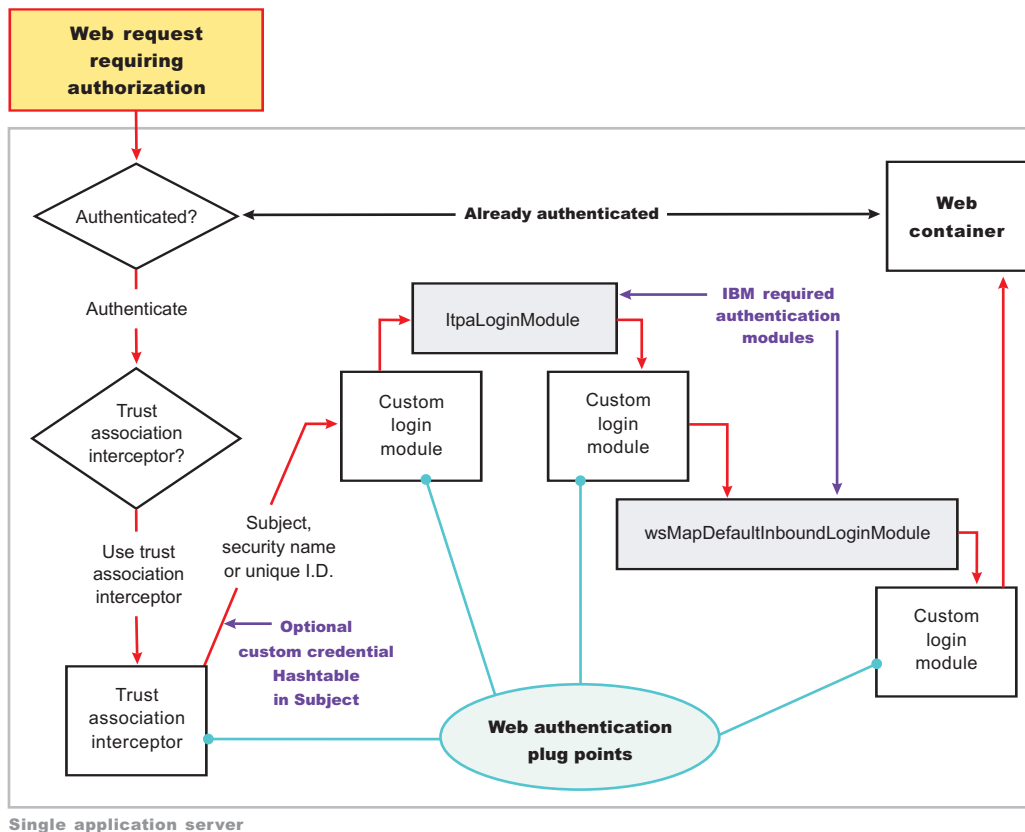 Web request
requiring
authorization
Authenticated?
Already authenticated
Web
container
Authenticate
ltpaLoginModule
IBM required
authentication
modules
Trust
association
interceptor?
Custom
login
module
Custom
login
module
Use trust
association
interceptor
Subject,
security name
or unique I.D.
wsMapDefaultInboundLoginModule
Optional
custom credential
Hashtable
in Subject
Custom
login
module
Trust
association
interceptor
Web authentication
plug points
Single application server